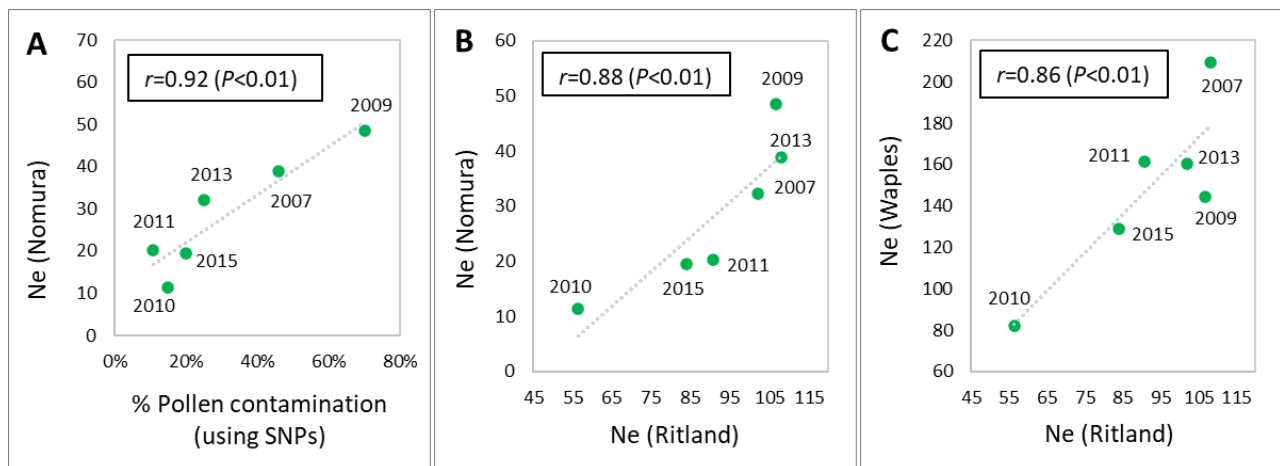 A
r=0.92 (P<0.01)
Ne (Nomura)
70
60
50
40
30
20
10
0
2009
2013
2007
2011
2015
2010
0% 20% 40% 60% 80%
% Pollen contamination
(using SNPs)
B
r=0.88 (P<0.01)
Ne (Nomura)
60
50
40
30
20
10
0
2009
2013
2007
2011
2015
2010
45 55 65 75 85 95 105 115
Ne (Ritland)
C
r=0.86 (P<0.01)
Ne (Waples)
220
200
180
160
140
120
100
80
60
2007
2011
2013
2009
2015
2010
45 55 65 75 85 95 105 115
Ne (Ritland)